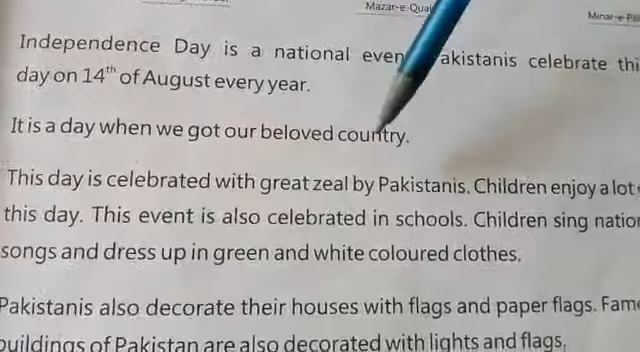 Mazar-e-Quai
Minar-e-Pa
Independence Day is a national even akistanis celebrate thi
day on 14th of August every year.
It is a day when we got our beloved country.
This day is celebrated with great zeal by Pakistanis. Children enjoy a lot
this day. This event is also celebrated in schools. Children sing nation
songs and dress up in green and white coloured clothes.
Pakistanis also decorate their houses with flags and paper flags. Fam
buildings of Pakistan are also decorated with lights and flags.